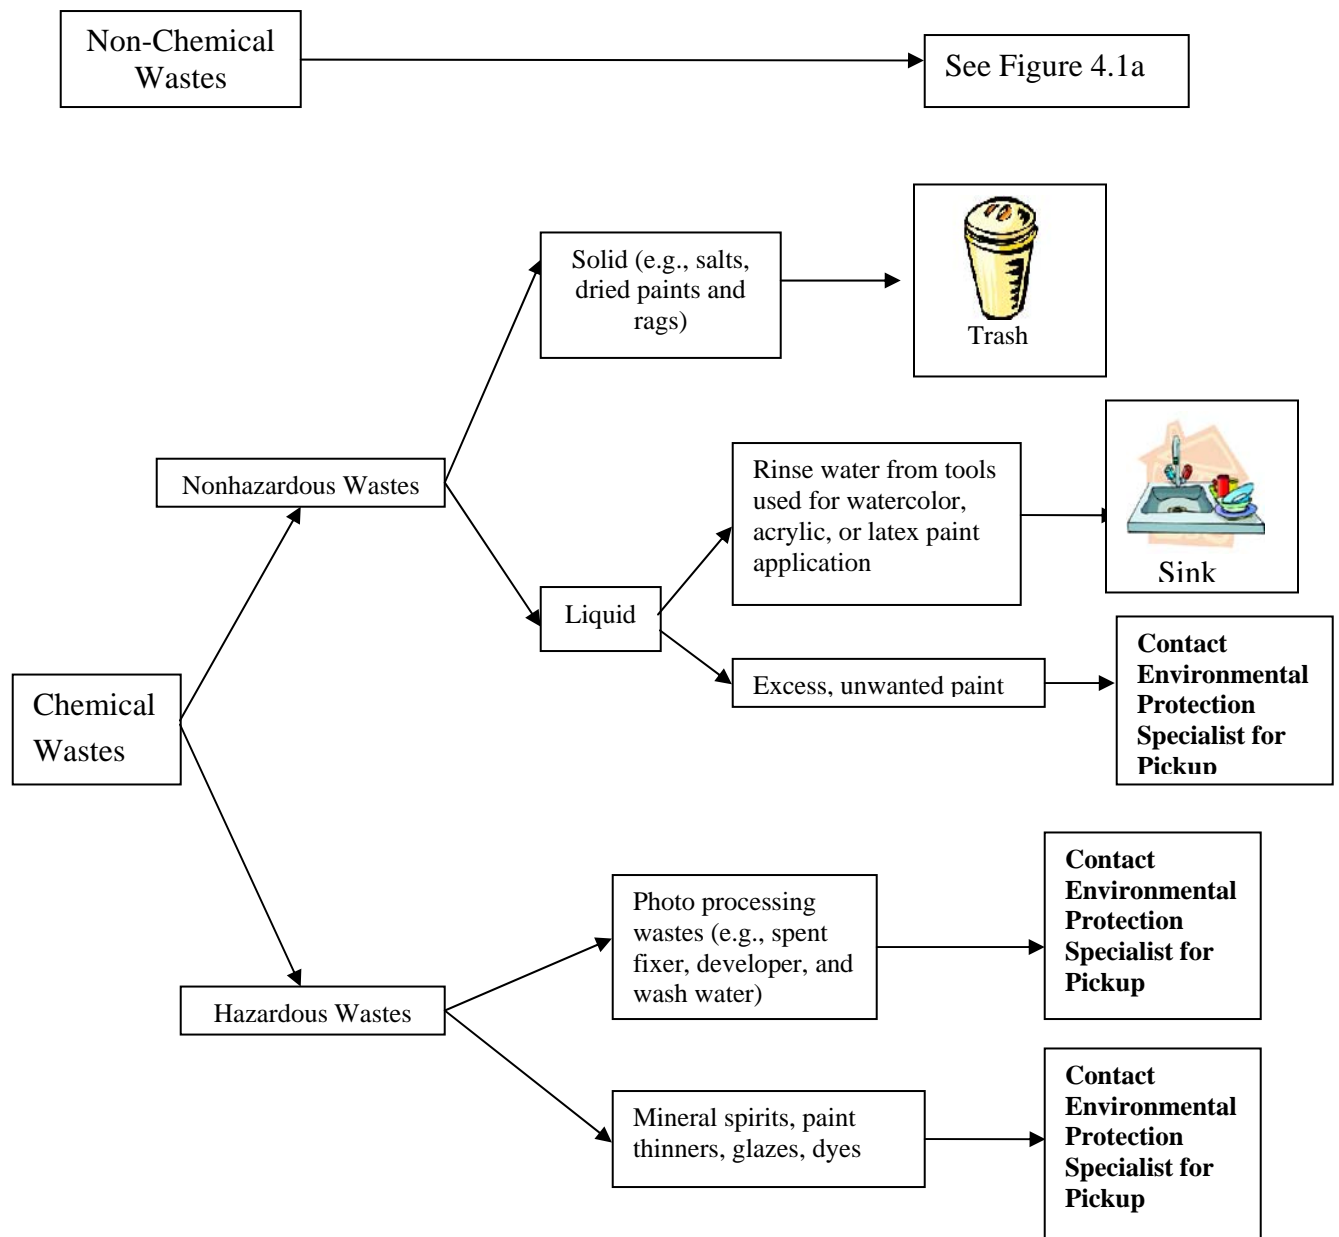 Non-Chemical
Wastes
See Figure 4.1a
Solid (e.g., salts,
dried paints and
rags)
Trash
Nonhazardous Wastes
Rinse water from tools
used for watercolor,
acrylic, or latex paint
application
Sink
Liquid
Excess, unwanted paint
Contact
Environmental
Protection
Specialist for
Pickup
Chemical
Wastes
Hazardous Wastes
Photo processing
wastes (e.g., spent
fixer, developer, and
wash water)
Contact
Environmental
Protection
Specialist for
Pickup
Mineral spirits, paint
thinners, glazes, dyes
Contact
Environmental
Protection
Specialist for
Pickup